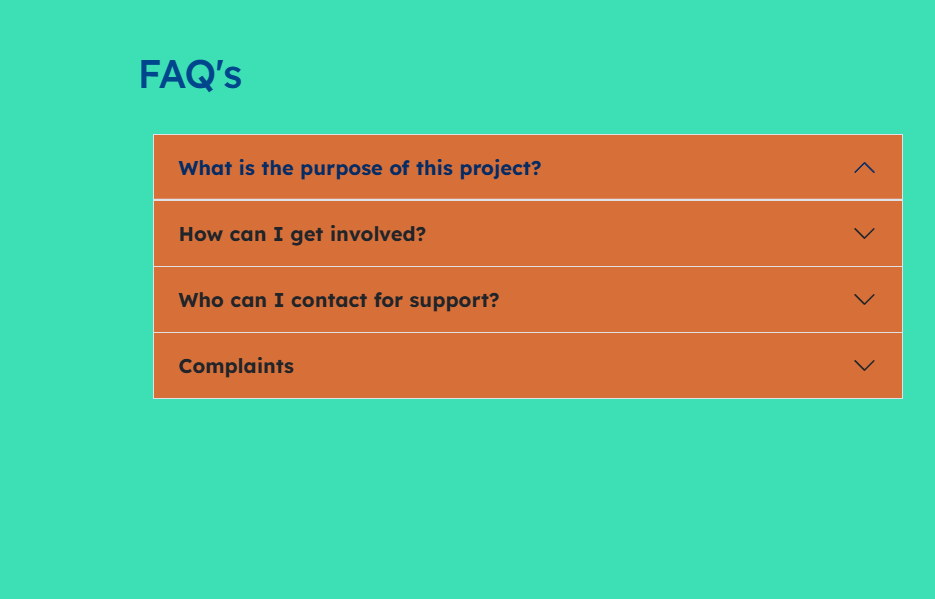 FAQ's
What is the purpose of this project?
How can I get involved?
Who can I contact for support?
Complaints